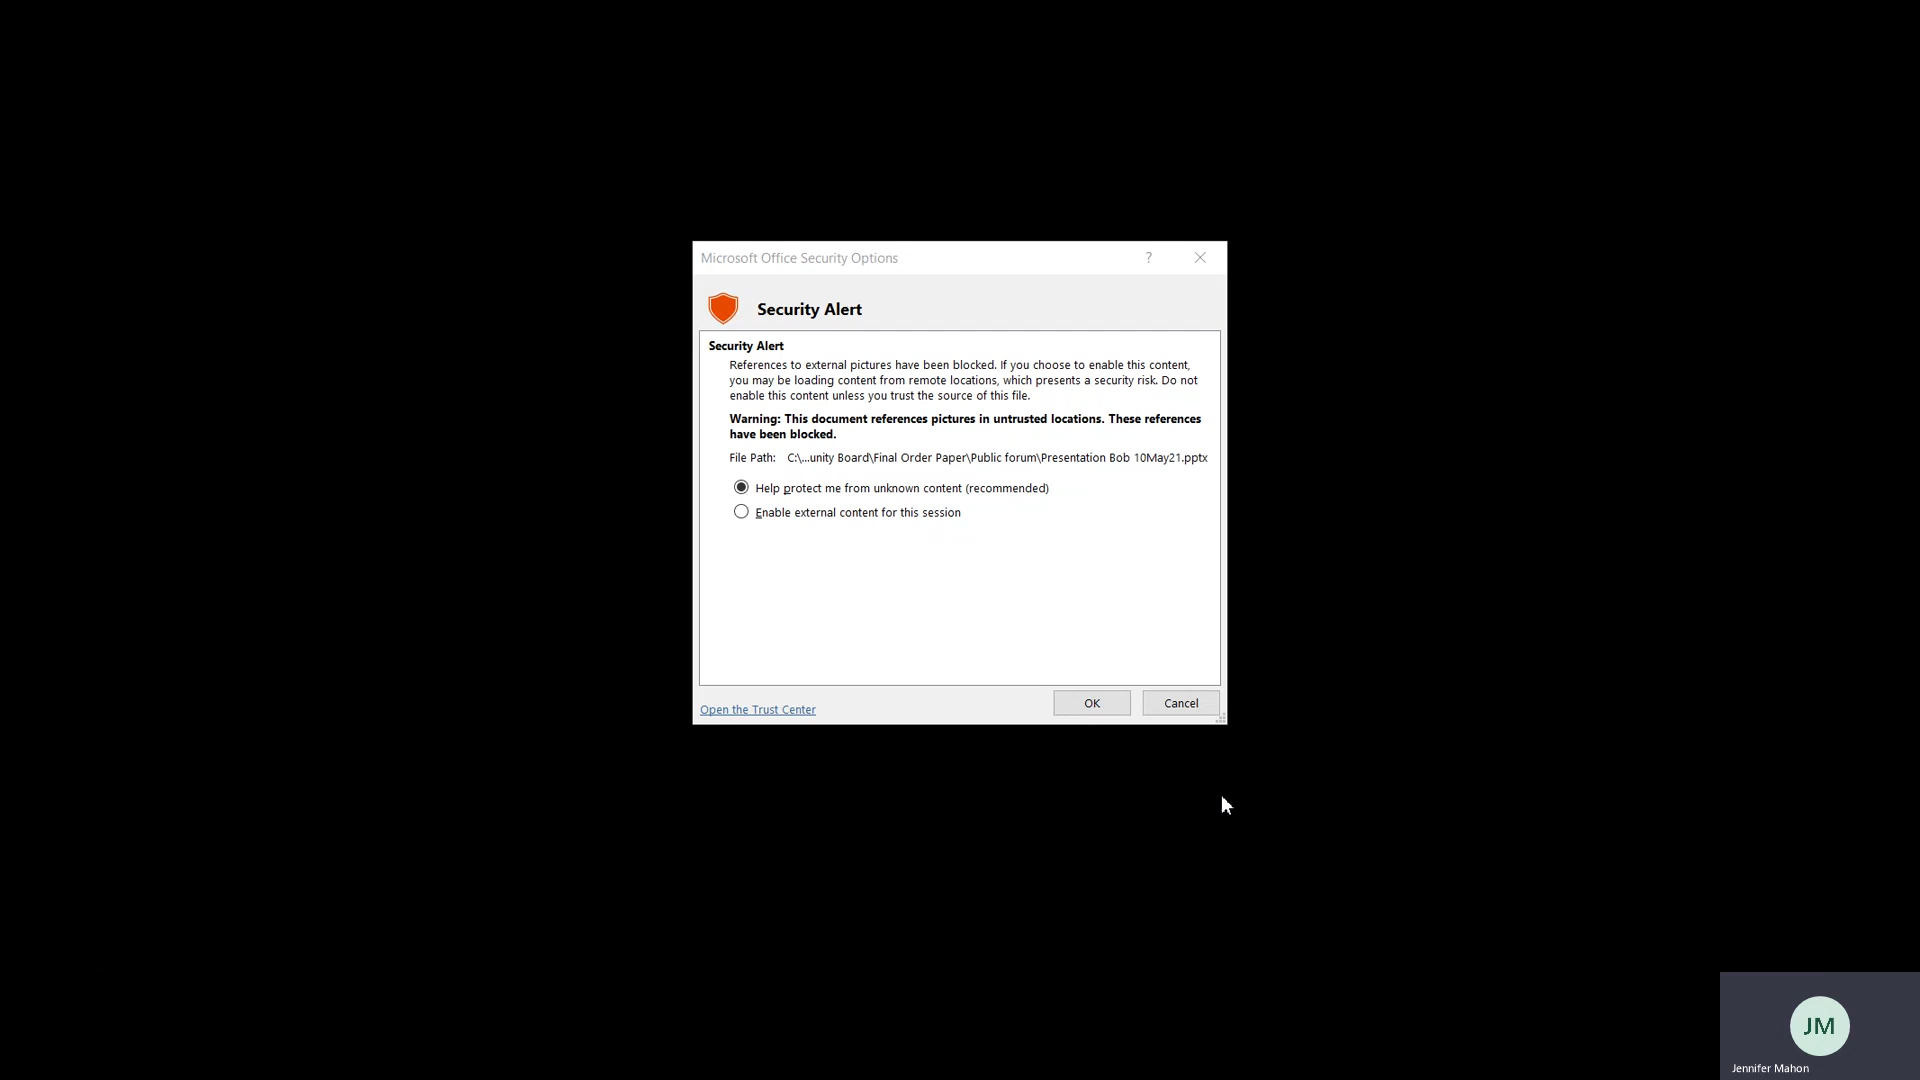 Microsoft Office Security Options
?
Security Alert
Security Alert
References to external pictures have been blocked. If you choose to enable this content,
you may be loading content from remote locations, which presents a security risk. Do not
enable this content unless you trust the source of this file.
Warning: This document references pictures in untrusted locations. These references
have been blocked.
File Path: C:\...unity Board\Final Order Paper\Public forum\Presentation Bob 10May21.pptx
Help protect me from unknown content (recommended)
Enable external content for this session
Open the Trust Center
OK
Cancel
JM
Jennifer Mahon